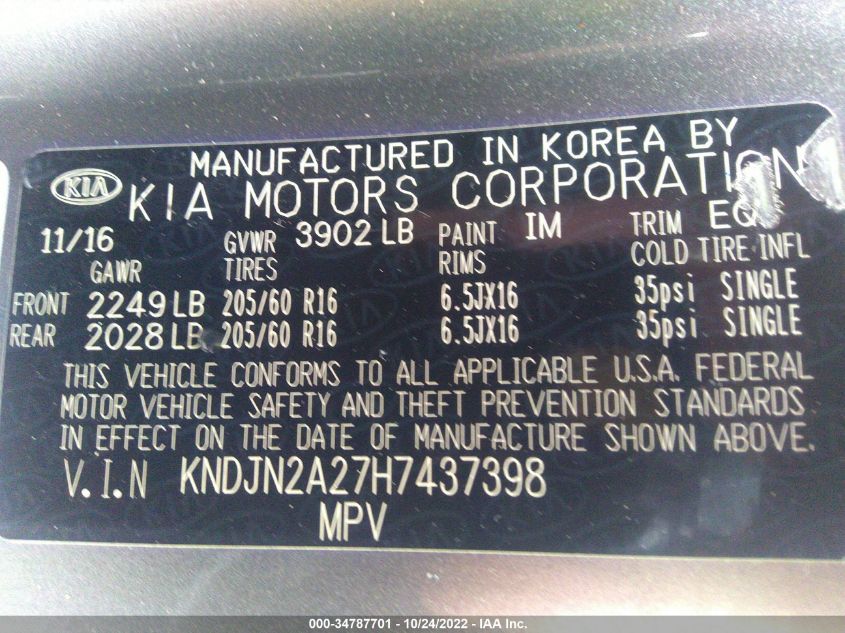 MANUFACTURED IN KOREA BY
KIA KIA MOTORS CORPORATION
11/16 GVWR 3902 LB PAINT IM TRIM
GAWR TIRES RIMS COLD TIRE INFL
FRONT 2249 LB 205/60 R16 6.5JX16 35psi SINGLE
REAR 2028 LB 205/60 R16 6.5JX16 35psi SINGLE
THIS VEHICLE CONFORMS TO ALL APPLICABLE U.S.A. FEDERAL
MOTOR VEHICLE SAFETY AND THEFT PREVENTION STANDARDS
IN EFFECT ON THE DATE OF MANUFACTURE SHOWN ABOVE.
V.I.N KNDJN2A27H7437398
MPV
000-34787701 - 10/24/2022 - IAA Inc.